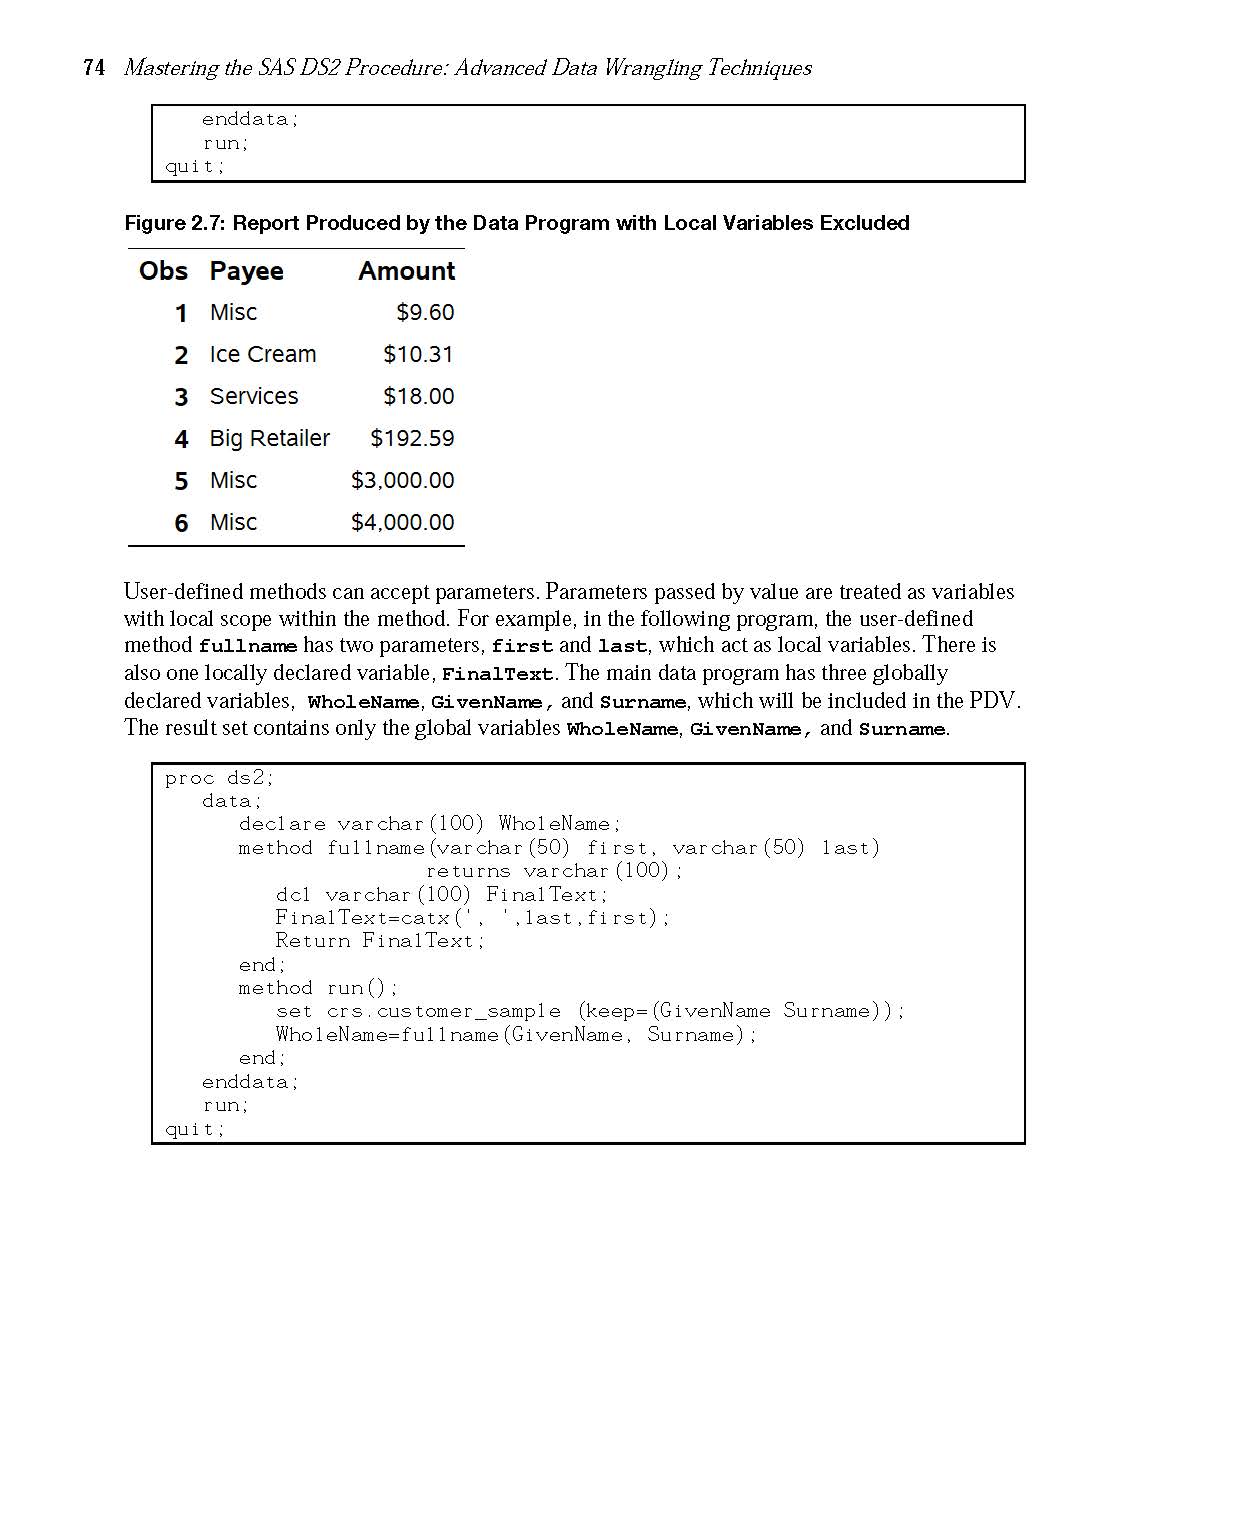 74 Mastering the SAS DS2 Procedure: Advanced Data Wrangling Techniques
enddata;
run;
quit;
Figure 2.7: Report Produced by the Data Program with Local Variables Excluded
Obs Payee Amount
1 Misc $9.60
2 Ice Cream $10.31
3 Services $18.00
4 Big Retailer $192.59
5 Misc $3,000.00
6 Misc $4,000.00
User-defined methods can accept parameters. Parameters passed by value are treated as variables
with local scope within the method. For example, in the following program, the user-defined
method fullname has two parameters, first and last, which act as local variables. There is
also one locally declared variable, FinalText. The main data program has three globally
declared variables, WholeName, GivenName, and Surname, which will be included in the PDV.
The result set contains only the global variables WholeName, GivenName, and Surname.
proc ds2;
data;
declare varchar(100) WholeName;
method fullname(varchar(50) first, varchar(50) last)
returns varchar(100);
dcl varchar(100) FinalText;
FinalText=catx(', ',last,first);
Return FinalText;
end;
method run();
set crs.customer_sample (keep=(GivenName Surname));
WholeName=fullname(GivenName, Surname);
end;
enddata;
run;
quit;